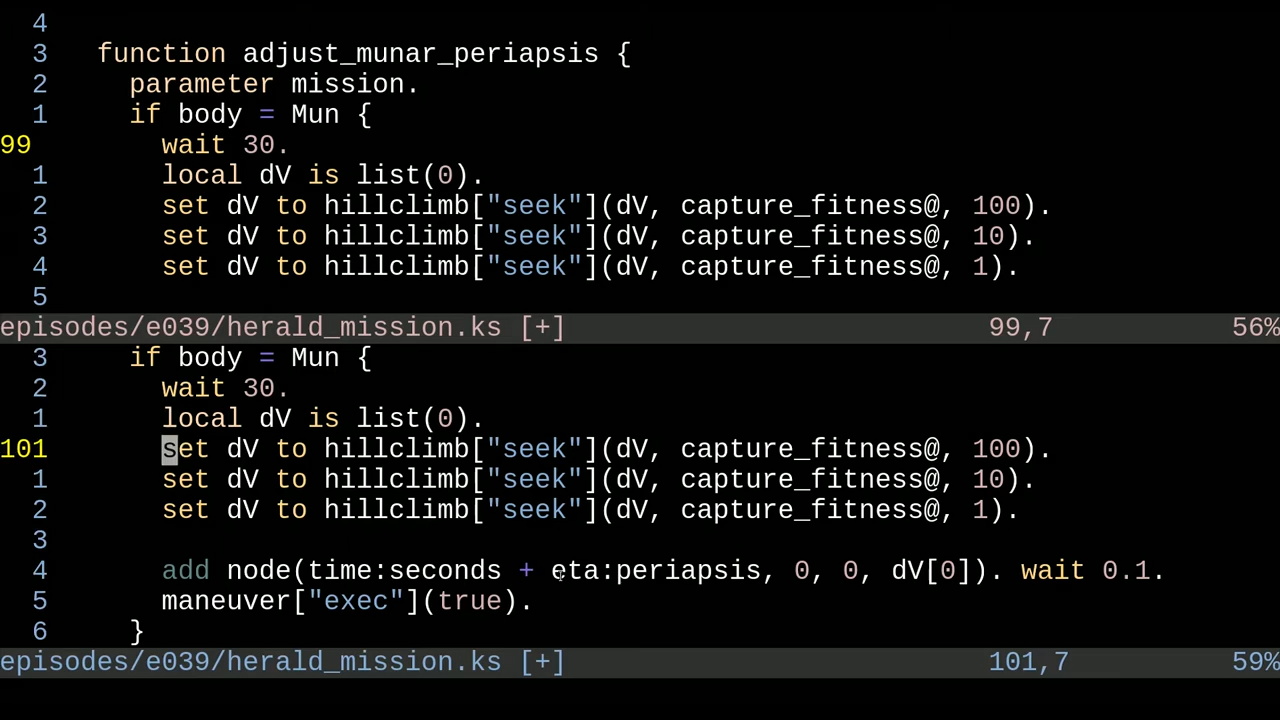 4
3 function adjust_munar_periapsis {
2 parameter mission.
1 if body = Mun {
99 wait 30.
1 local dV is list(0).
2 set dV to hillclimb["seek"](dV, capture_fitness@, 100).
3 set dV to hillclimb["seek"](dV, capture_fitness@, 10).
4 set dV to hillclimb["seek"](dV, capture_fitness@, 1).
5
episodes/e039/herald_mission.ks [+] 99,7 56%
3 if body = Mun {
2 wait 30.
1 local dV is list(0).
101 set dV to hillclimb["seek"](dV, capture_fitness@, 100).
1 set dV to hillclimb["seek"](dV, capture_fitness@, 10).
2 set dV to hillclimb["seek"](dV, capture_fitness@, 1).
3
4 add node(time:seconds + eta:periapsis, 0, 0, dV[0]). wait 0.1.
5 maneuver["exec"](true).
6 }
episodes/e039/herald_mission.ks [+] 101,7 59%